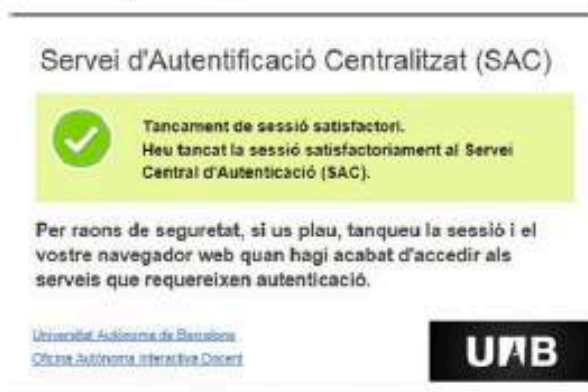 Servei d'Autentificació Centralitzat (SAC)
Tancament de sessió satisfactori.
Heu tancat la sessió satisfactoriament al Servei
Central d'Autenticació (SAC).
Per raons de seguretat, si us plau, tanqueu la sessió i el
vostre navegador web quan hagi acabat d'accedir als
serveis que requereixen autenticació.
Universitat Autònoma de Barcelona
Oficina Autònoma Interactiva Docent
UAB